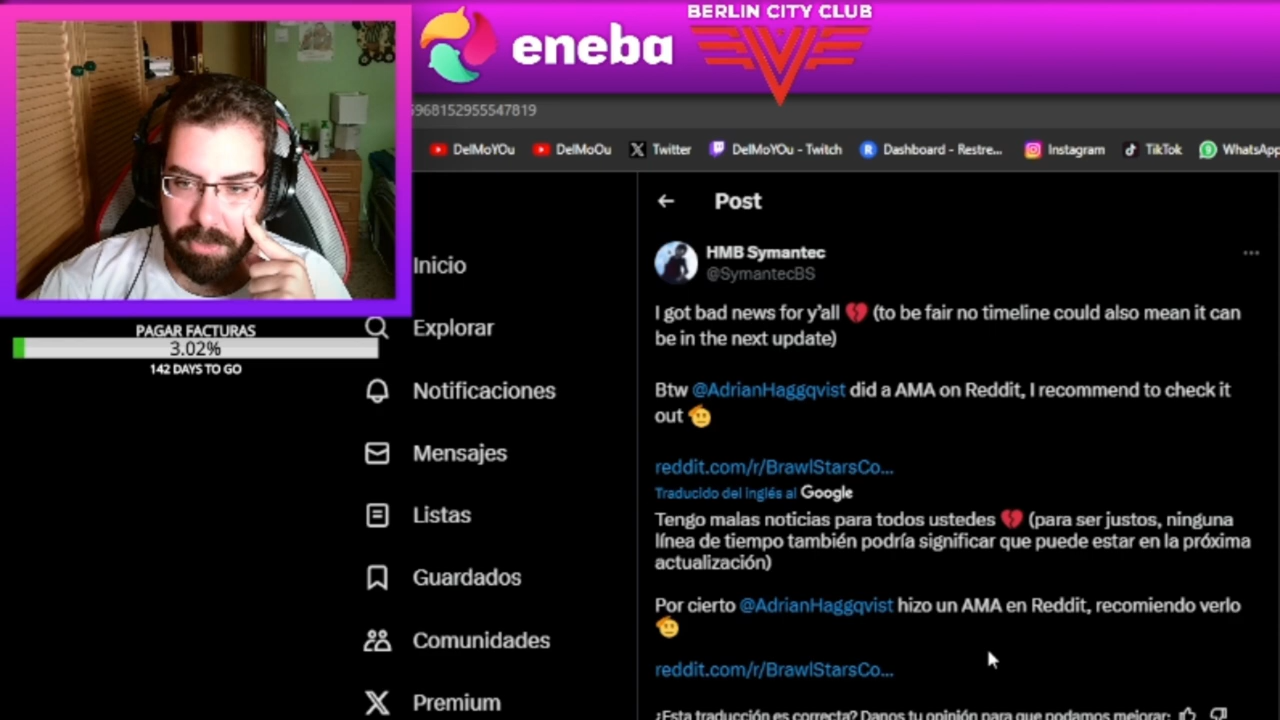 BERLIN CITY CLUB
eneba
5968152955547819
DelMoYOu
DelMoOu
Twitter
DelMoYOu - Twitch
Dashboard - Restre...
Instagram
TikTok
WhatsApp
Post
HMB Symantec
@SymantecBS
I got bad news for y'all 💔 (to be fair no timeline could also mean it can
be in the next update)
Btw @AdrianHaggqvist did a AMA on Reddit, I recommend to check it
out 🫡
reddit.com/r/BrawlStarsCo...
Traducido del inglés al Google
Tengo malas noticias para todos ustedes 💔 (para ser justos, ninguna
línea de tiempo también podría significar que puede estar en la próxima
actualización)
Por cierto @AdrianHaggqvist hizo un AMA en Reddit, recomiendo verlo
🫡
reddit.com/r/BrawlStarsCo...
¿Esta traducción es correcta? Danos tu opinión para que podamos mejorar:
Inicio
Explorar
Notificaciones
Mensajes
Listas
Guardados
Comunidades
Premium
PAGAR FACTURAS
3.02%
142 DAYS TO GO